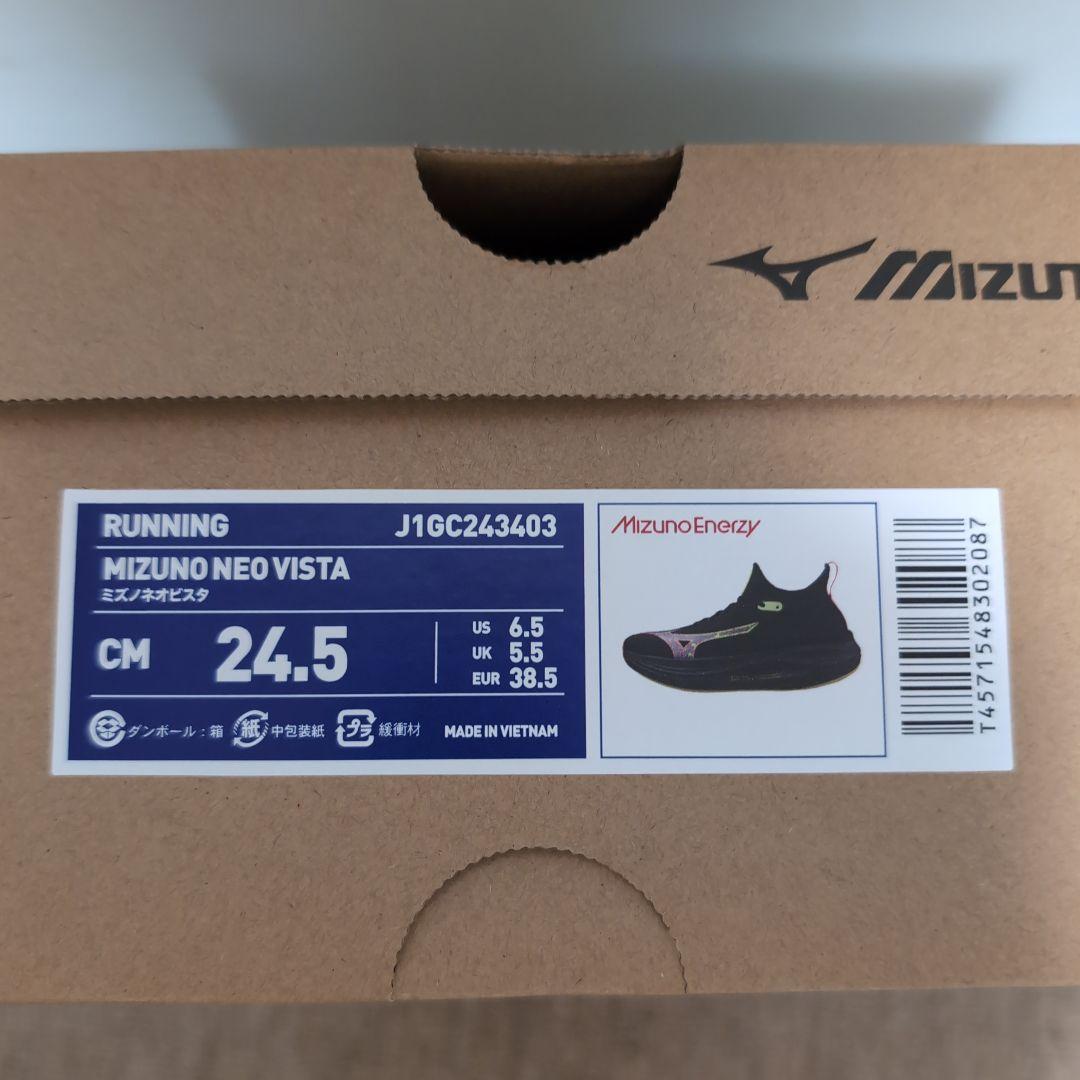 MIZUN
RUNNING J1GC243403
MIZUNO NEO VISTA
ミズノネオビスタ
CM 24.5
US 6.5
UK 5.5
EUR 38.5
ダンボール：箱 紙 中包装紙 プラ 緩衝材 MADE IN VIETNAM
Mizuno Enerzy
T4571548302087